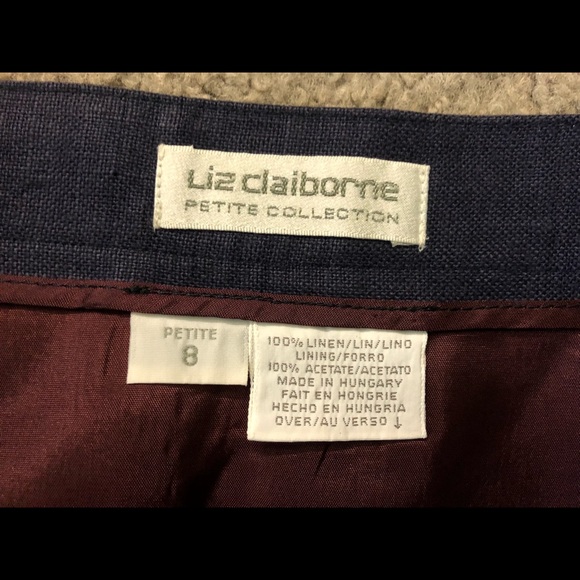 Liz claiborne
PETITE COLLECTION
PETITE
8
100% LINEN/LIN/LINO
LINING/FORRO
100% ACETATE/ACETATO
MADE IN HUNGARY
FAIT EN HONGRIE
HECHO EN HUNGRIA
OVER/AU VERSO ↓